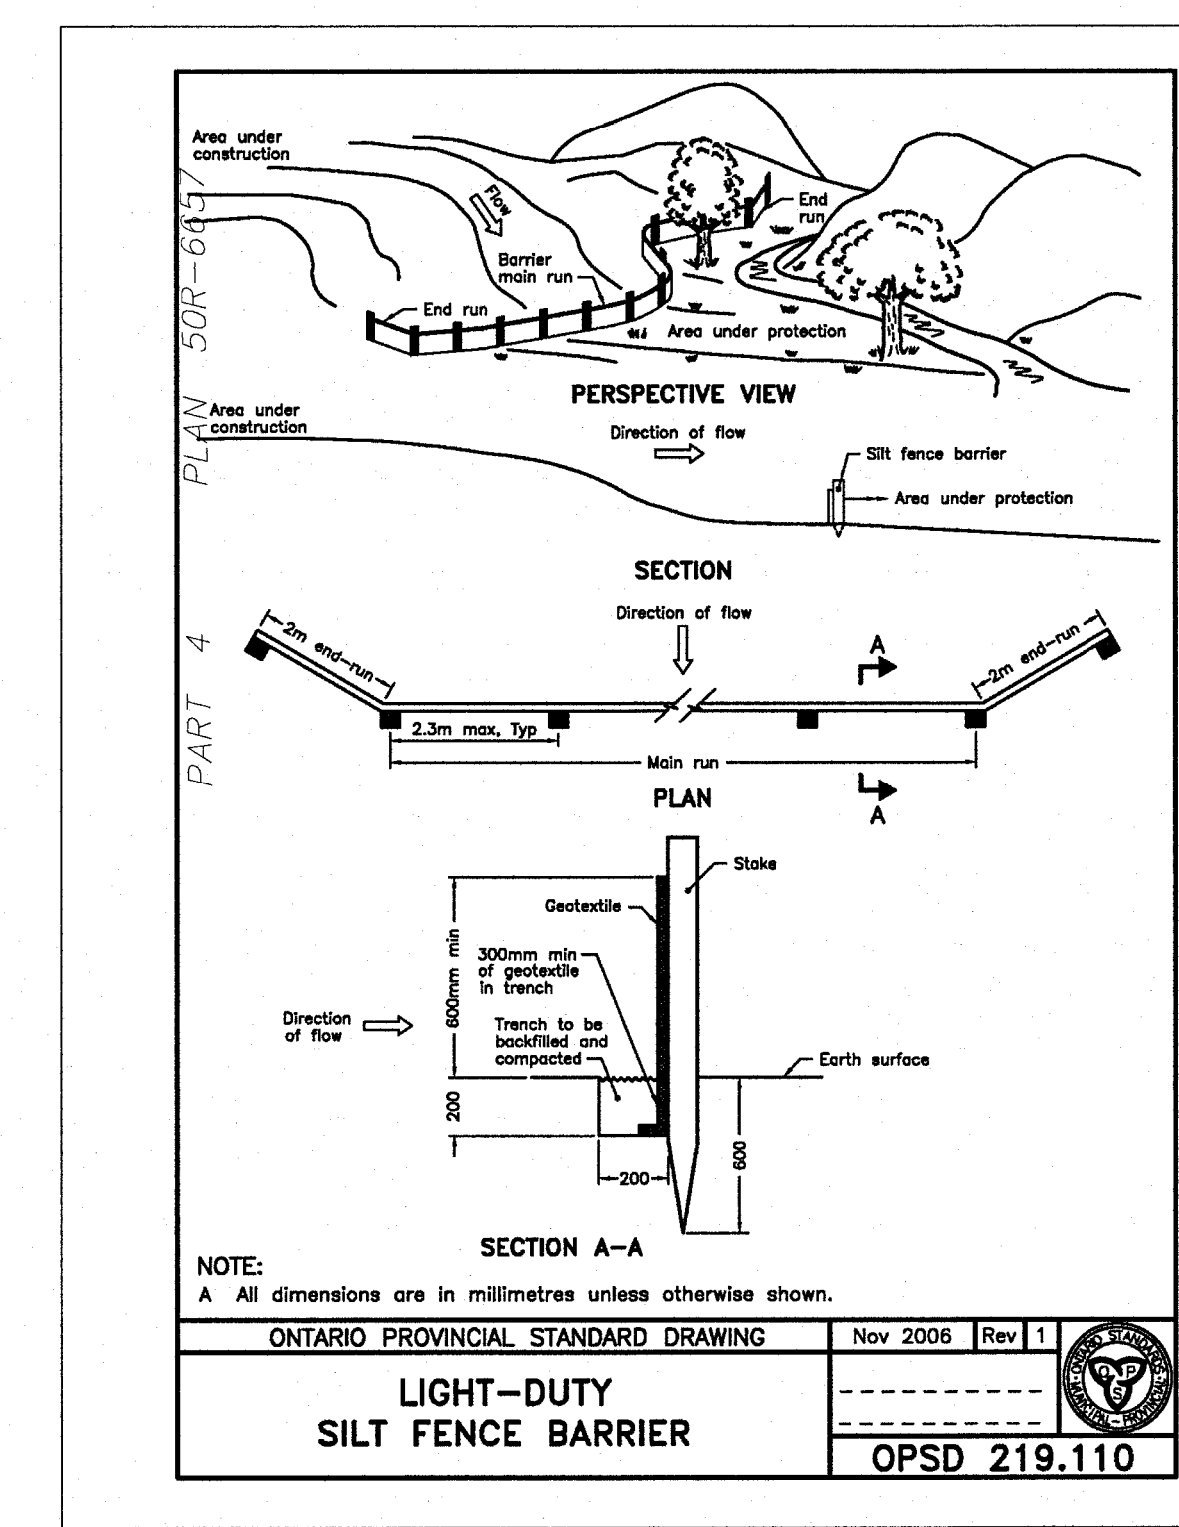 Area under
construction
Flow
End
run
Barrier
main run
End run
Area under protection
PERSPECTIVE VIEW
PLAN 50R-6657
Area under
construction
Direction of flow
Silt fence barrier
Area under protection
SECTION
Direction of flow
PART 4
2m end-run
A
2m end-run
2.3m max, Typ
Main run
PLAN
A
Stake
Geotextile
600mm min
300mm min
of geotextile
in trench
Direction
of flow
Trench to be
backfilled and
compacted
Earth surface
200
600
200
SECTION A-A
NOTE:
A All dimensions are in millimetres unless otherwise shown.
ONTARIO PROVINCIAL STANDARD DRAWING
Nov 2006 Rev 1
LIGHT-DUTY
SILT FENCE BARRIER
ONTARIO STANDARDS
MUNICIPAL - PROVINCIAL
O P
S
OPSD 219.110